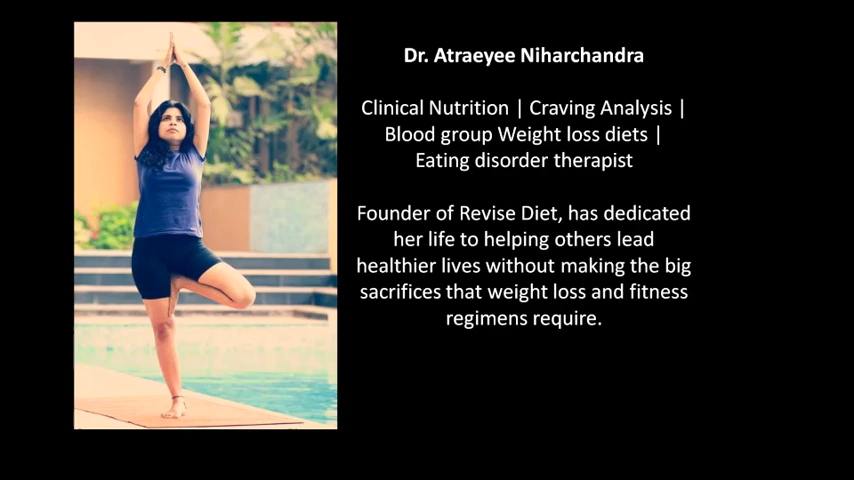 Dr. Atraeyee Niharchandra
Clinical Nutrition | Craving Analysis |
Blood group Weight loss diets |
Eating disorder therapist
Founder of Revise Diet, has dedicated
her life to helping others lead
healthier lives without making the big
sacrifices that weight loss and fitness
regimens require.